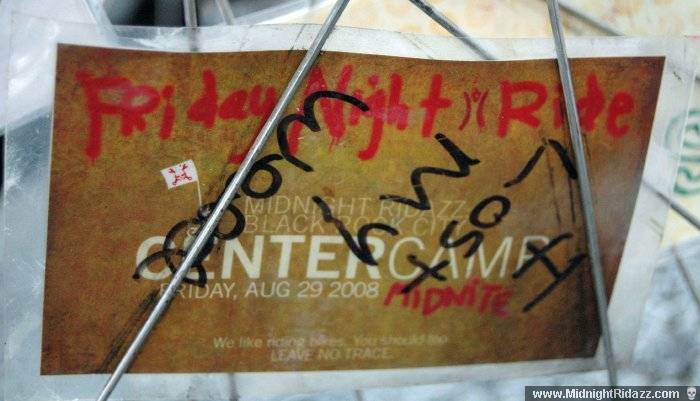 Friday Night Ride
MIDNIGHT RIDAZZ
BLACK ROCK CITY
CENTERCAMP
FRIDAY, AUG 29 2008
MIDNITE
We like riding bikes. You should too
LEAVE NO TRACE.
www.MidnightRidazz.com